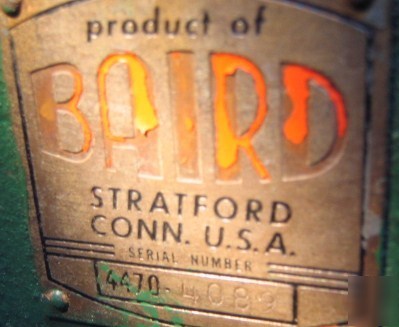 product of
BAIRD
STRATFORD
CONN. U.S.A.
SERIAL NUMBER
4470-4089